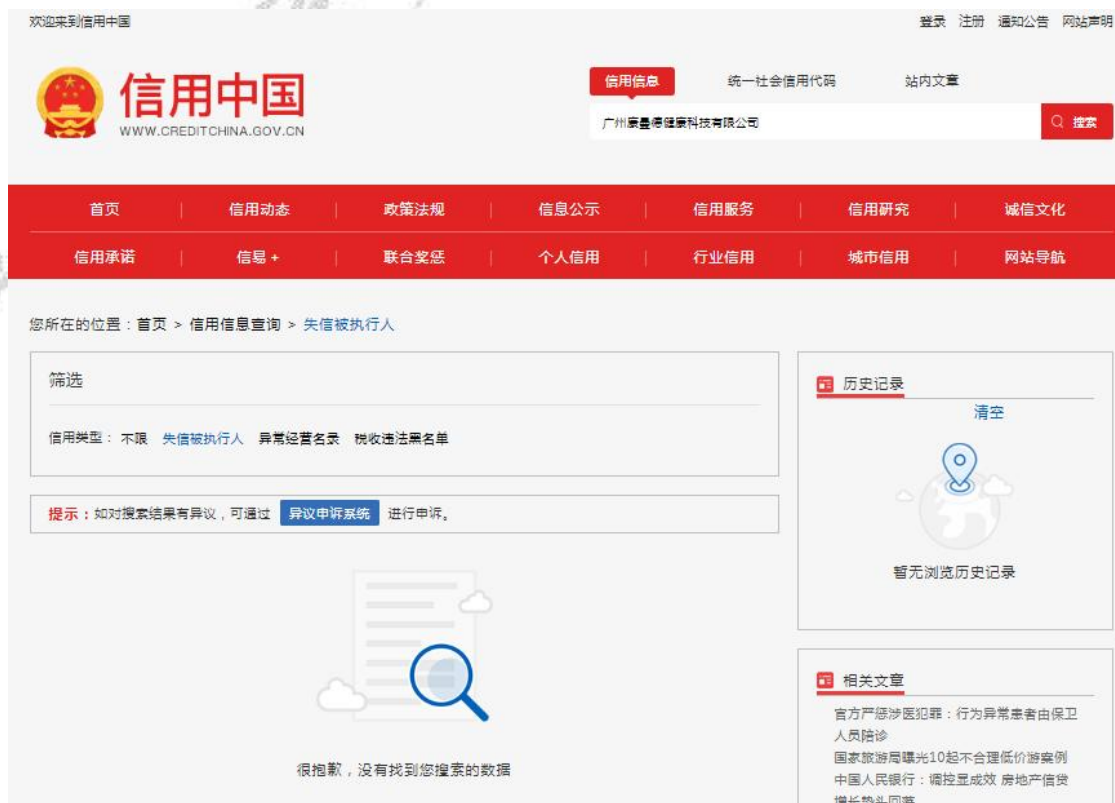 欢迎来到信用中国
登录 注册 通知公告 网站声明
信用中国
WWW.CREDITCHINA.GOV.CN
信用信息 统一社会信用代码 站内文章
广州康曼德健康科技有限公司
搜索
首页 信用动态 政策法规 信息公示 信用服务 信用研究 诚信文化
信用承诺 信易 + 联合奖惩 个人信用 行业信用 城市信用 网站导航
您所在的位置：首页 > 信用信息查询 > 失信被执行人
筛选
信用类型： 不限 失信被执行人 异常经营名录 税收违法黑名单
提示：如对搜索结果有异议，可通过 异议申诉系统 进行申诉。
很抱歉，没有找到您搜索的数据
历史记录
清空
暂无浏览历史记录
相关文章
官方严惩涉医犯罪：行为异常患者由保卫
人员陪诊
国家旅游局曝光10起不合理低价游案例
中国人民银行：调控显成效 房地产信贷
增长势头回落